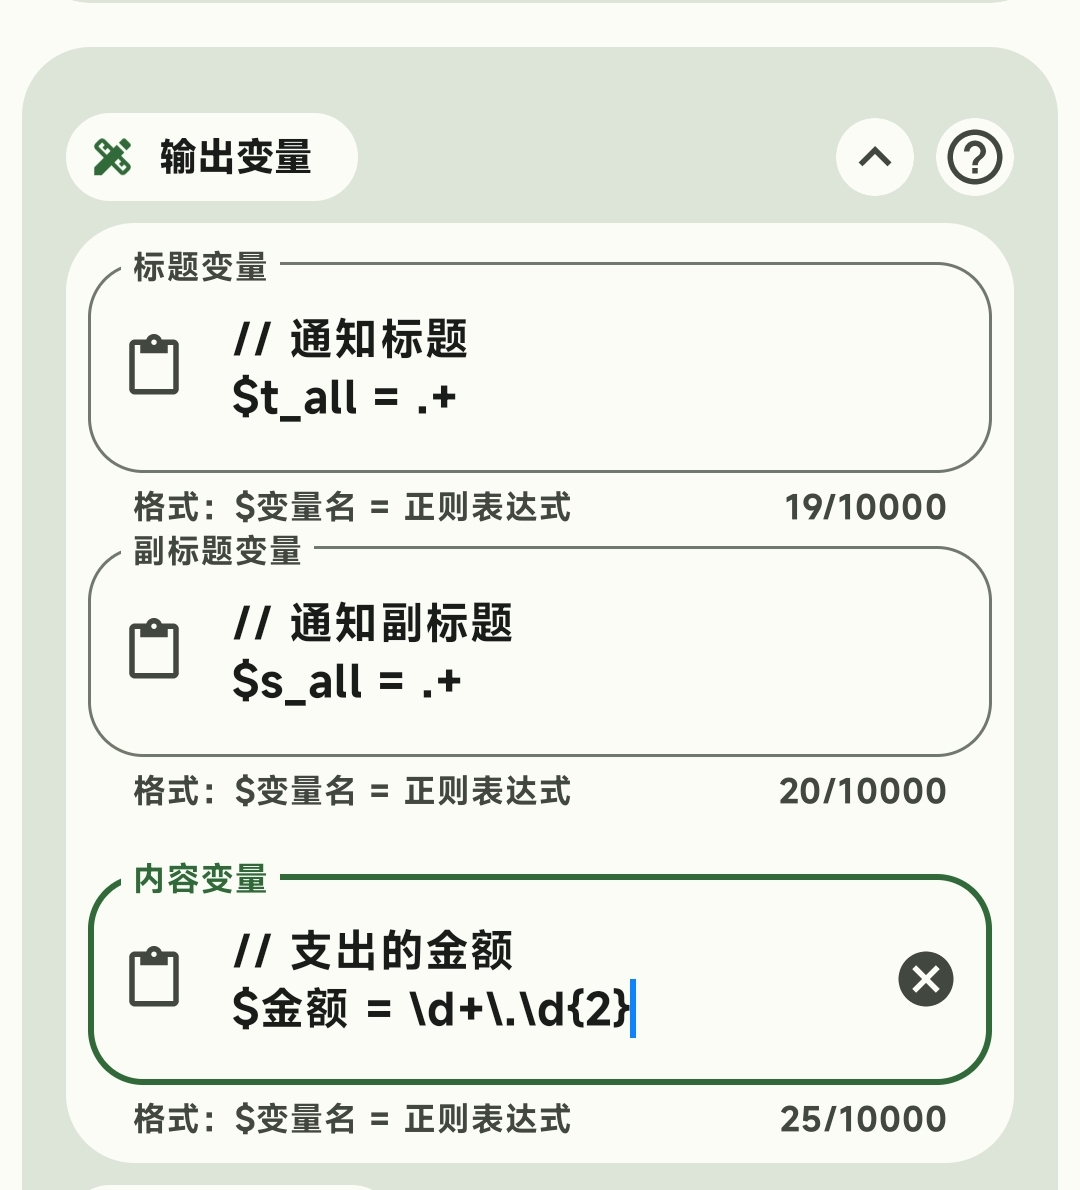 输出变量
标题变量
// 通知标题
$t_all = .+
格式：$变量名 = 正则表达式
19/10000
副标题变量
// 通知副标题
$s_all = .+
格式：$变量名 = 正则表达式
20/10000
内容变量
// 支出的金额
$金额 = \d+\.\d{2}
格式：$变量名 = 正则表达式
25/10000